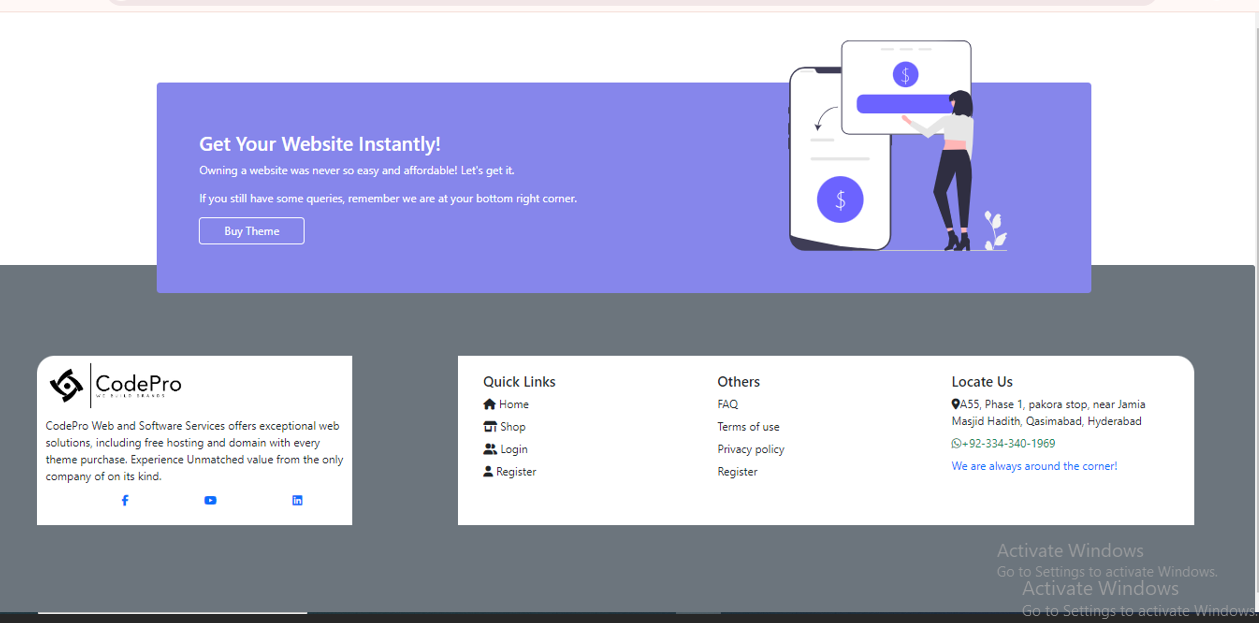 Get Your Website Instantly!
Owning a website was never so easy and affordable! Let's get it.
If you still have some queries, remember we are at your bottom right corner.
Buy Theme
$
$
CodePro
WE BUILD BRANDS
CodePro Web and Software Services offers exceptional web
solutions, including free hosting and domain with every
theme purchase. Experience Unmatched value from the only
company of on its kind.
Quick Links
Home
Shop
Login
Register
Others
FAQ
Terms of use
Privacy policy
Register
Locate Us
A55, Phase 1, pakora stop, near Jamia
Masjid Hadith, Qasimabad, Hyderabad
+92-334-340-1969
We are always around the corner!
Activate Windows
Go to Settings to activate Windows.
Activate Windows
Go to Settings to activate Windows.